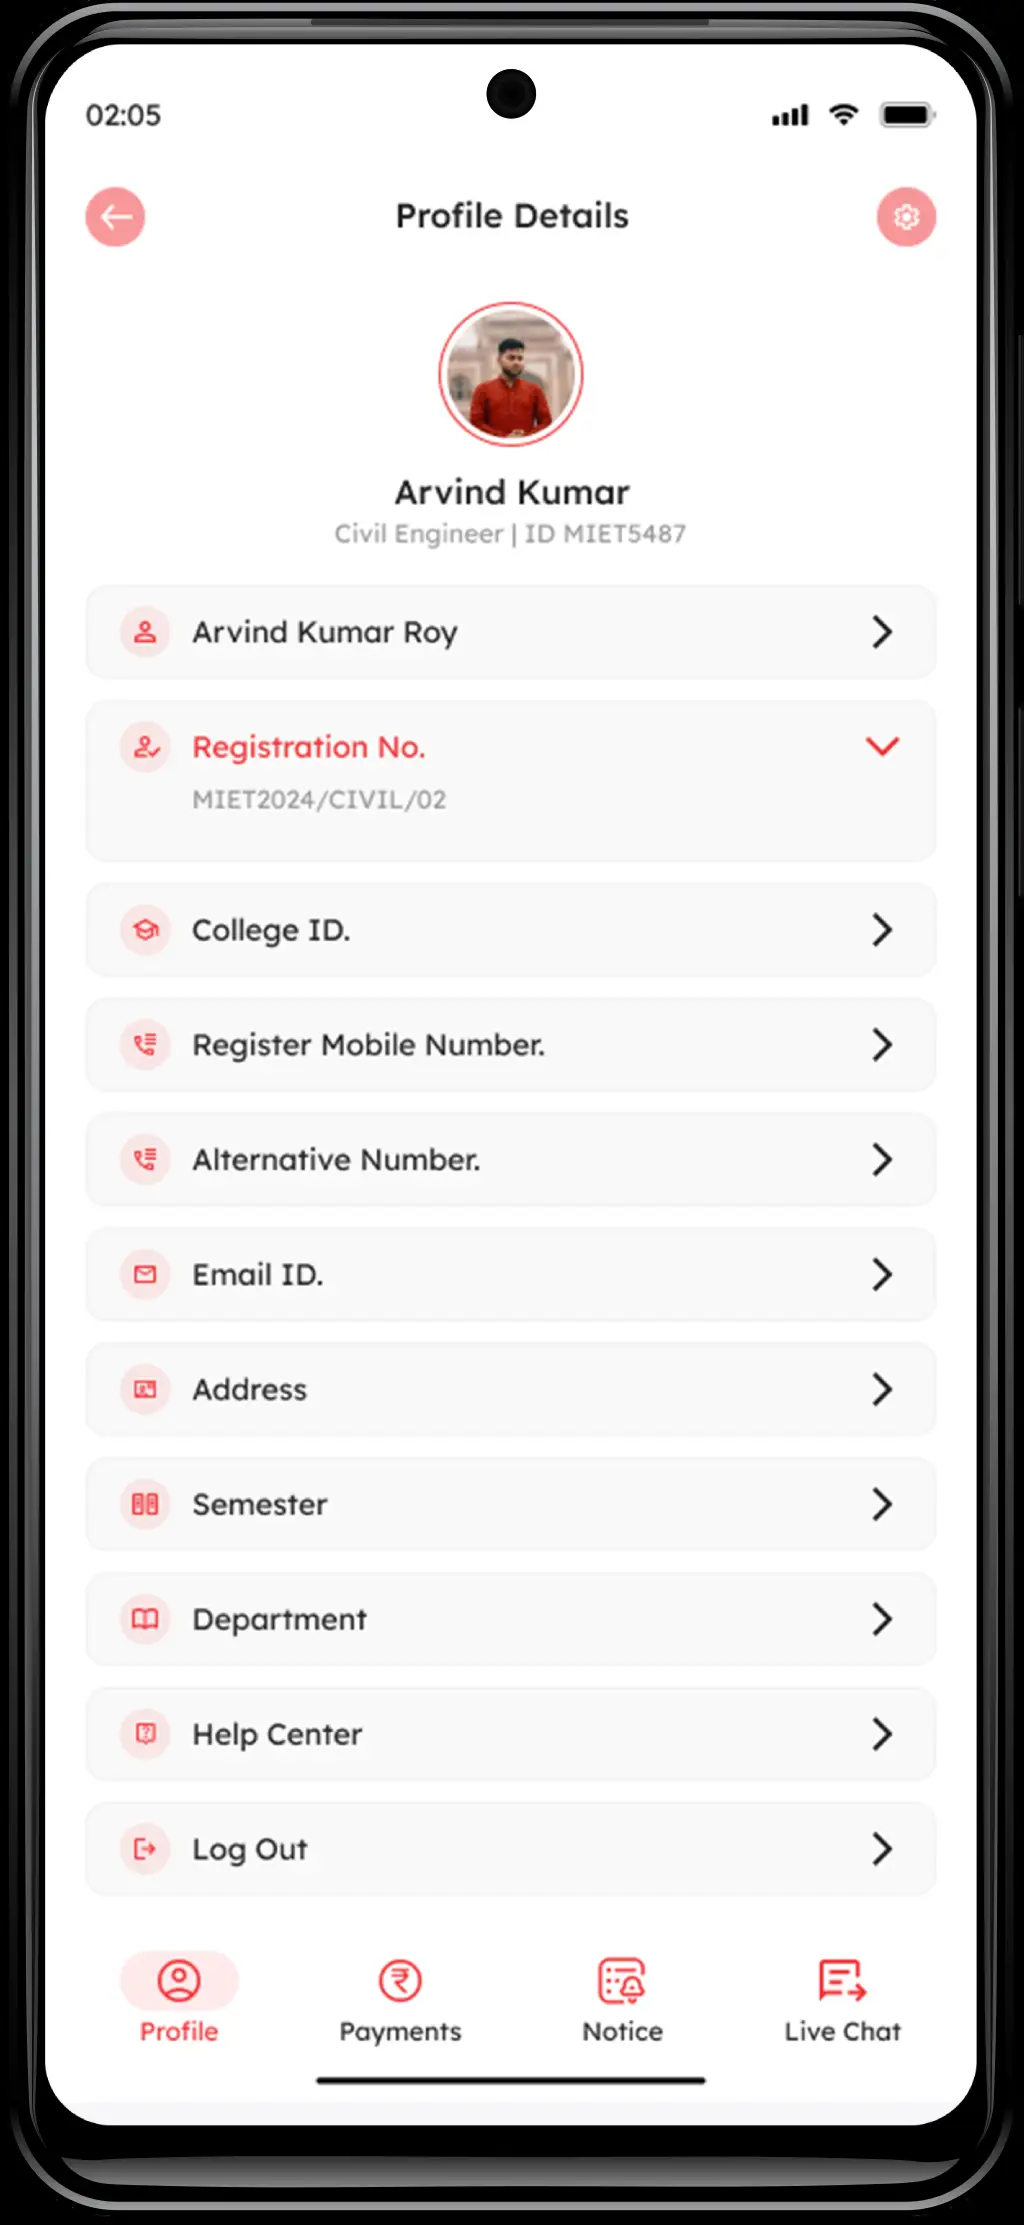 02:05
Profile Details
Arvind Kumar
Civil Engineer | ID MIET5487
Arvind Kumar Roy
Registration No.
MIET2024/CIVIL/02
College ID.
Register Mobile Number.
Alternative Number.
Email ID.
Address
Semester
Department
Help Center
Log Out
Profile
Payments
Notice
Live Chat